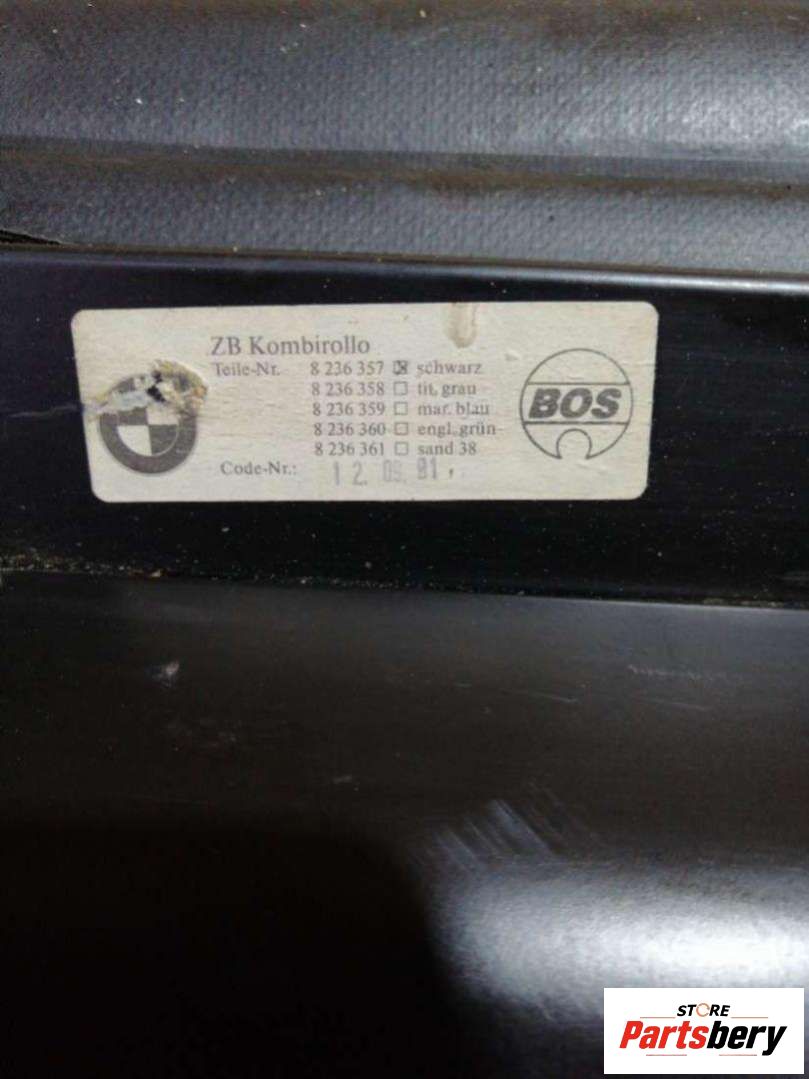 ZB Kombirollo
Teile-Nr. 8 236 357 ☒ schwarz
8 236 358 ☐ tit. grau
8 236 359 ☐ mar. blau
8 236 360 ☐ engl. grün
8 236 361 ☐ sand 38
Code-Nr.: 12. 09. 01.
BOS
STORE
Partsbery